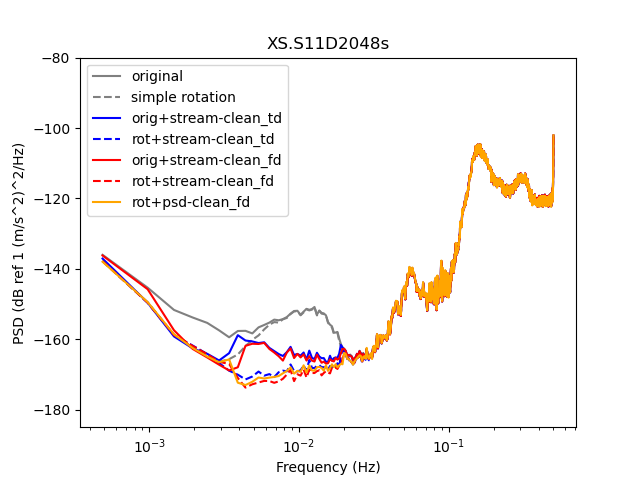 XS.S11D2048s
PSD (dB ref 1 (m/s^2)^2/Hz)
−80
−100
−120
−140
−160
−180
original
simple rotation
orig+stream-clean_td
rot+stream-clean_td
orig+stream-clean_fd
rot+stream-clean_fd
rot+psd-clean_fd
10⁻³
10⁻²
10⁻¹
Frequency (Hz)